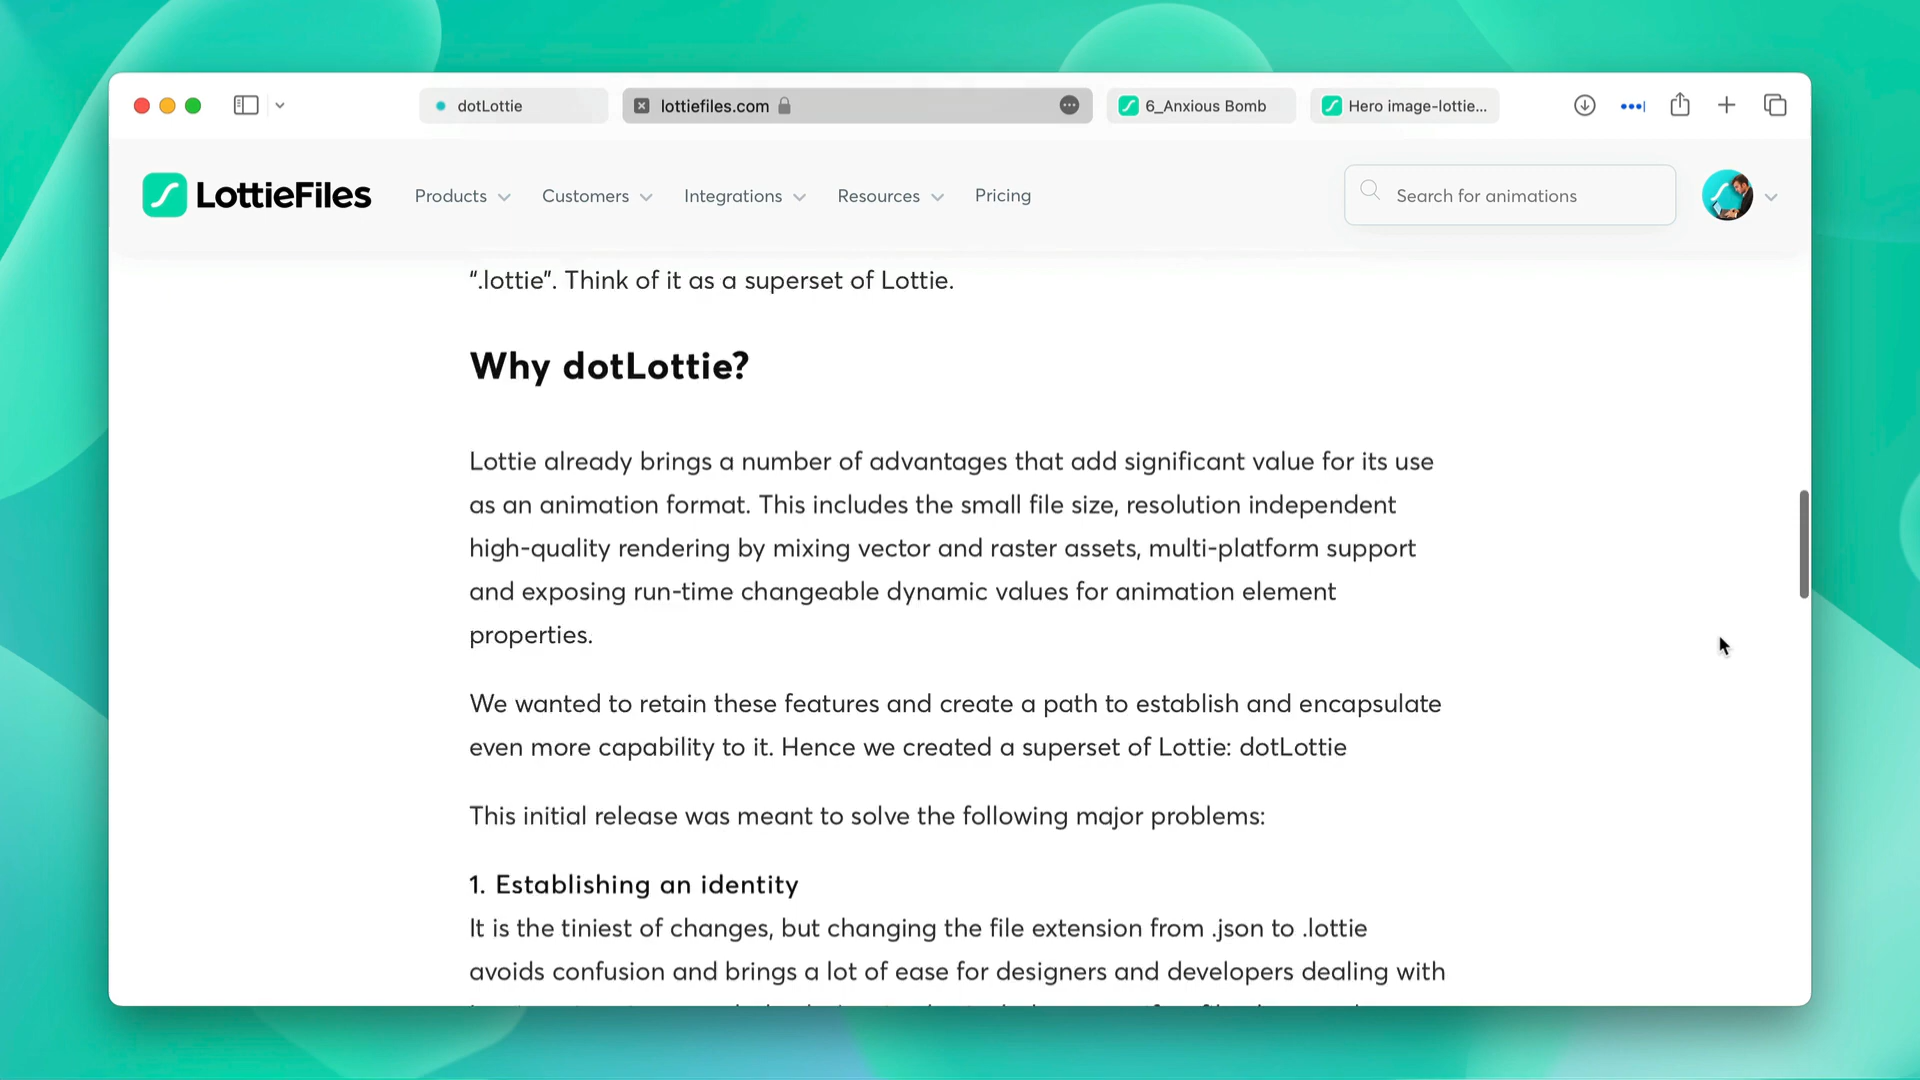 dotLottie
lottiefiles.com
6_Anxious Bomb
Hero image-lottie...
LottieFiles
Products
Customers
Integrations
Resources
Pricing
Search for animations
“.lottie”. Think of it as a superset of Lottie.
Why dotLottie?
Lottie already brings a number of advantages that add significant value for its use
as an animation format. This includes the small file size, resolution independent
high-quality rendering by mixing vector and raster assets, multi-platform support
and exposing run-time changeable dynamic values for animation element
properties.
We wanted to retain these features and create a path to establish and encapsulate
even more capability to it. Hence we created a superset of Lottie: dotLottie
This initial release was meant to solve the following major problems:
1. Establishing an identity
It is the tiniest of changes, but changing the file extension from .json to .lottie
avoids confusion and brings a lot of ease for designers and developers dealing with